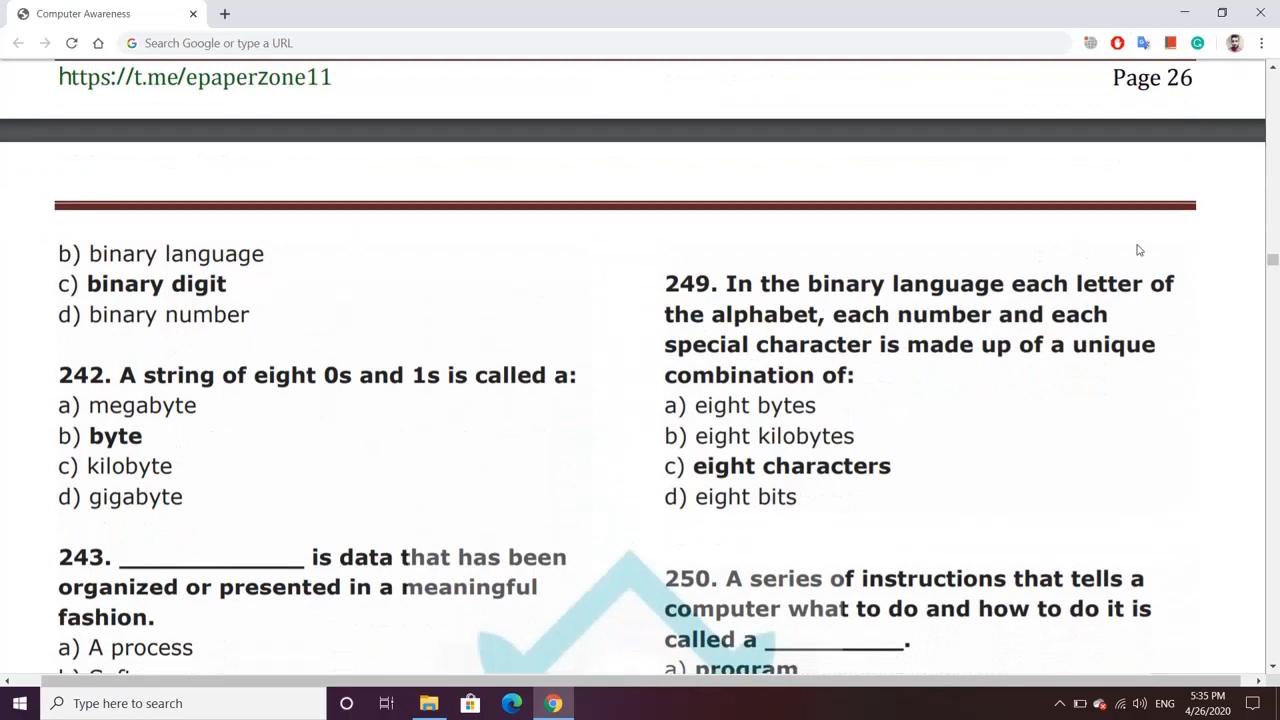 Computer Awareness
Search Google or type a URL
https://t.me/epaperzone11
Page 26
b) binary language
c) binary digit
d) binary number
242. A string of eight 0s and 1s is called a:
a) megabyte
b) byte
c) kilobyte
d) gigabyte
243. ______________ is data that has been
organized or presented in a meaningful
fashion.
a) A process
249. In the binary language each letter of
the alphabet, each number and each
special character is made up of a unique
combination of:
a) eight bytes
b) eight kilobytes
c) eight characters
d) eight bits
250. A series of instructions that tells a
computer what to do and how to do it is
called a __________.
a) program
Type here to search
ENG
5:35 PM
4/26/2020